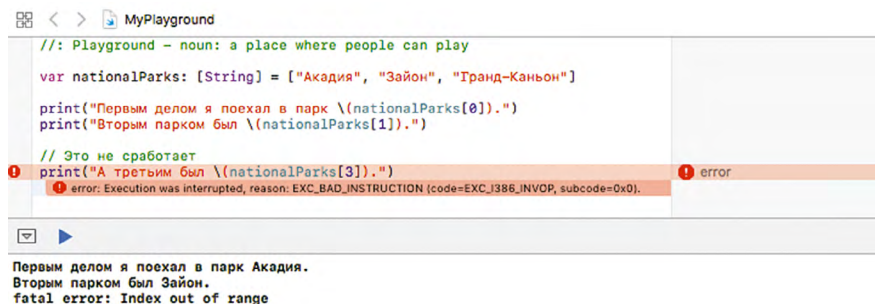 MyPlayground
//: Playground – noun: a place where people can play
var nationalParks: [String] = ["Акадия", "Зайон", "Гранд-Каньон"]
print("Первым делом я поехал в парк \(nationalParks[0]).")
print("Вторым парком был \(nationalParks[1]).")
// Это не сработает
print("А третьим был \(nationalParks[3]).")
error
error: Execution was interrupted, reason: EXC_BAD_INSTRUCTION (code=EXC_I386_INVOP, subcode=0x0).
Первым делом я поехал в парк Акадия.
Вторым парком был Зайон.
fatal error: Index out of range